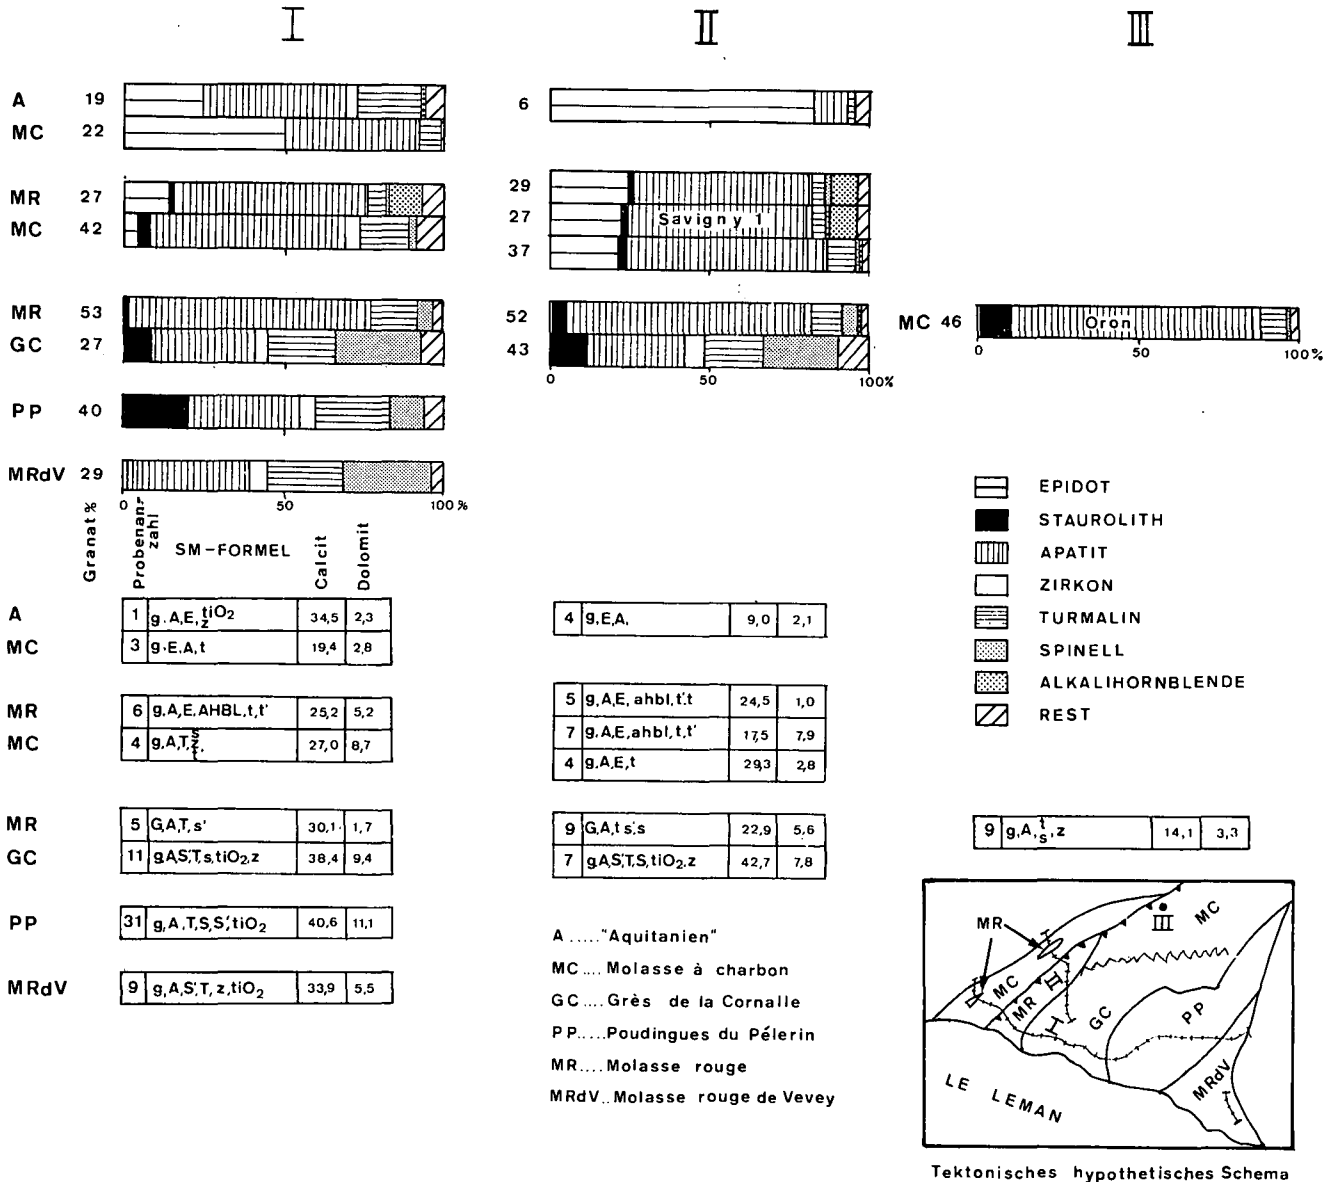 I II III
A 19 6
MC 22
MR 27 29
MC 42 27 Savigny 1
37
MR 53 52 MC 46 Oron
GC 27 43
0 50 100%
0 50 100%
PP 40
MRdV 29
0 50 100%
Granat %
Probenan-
zahl
SM-FORMEL
Calcit
Dolomit
EPIDOT
STAUROLITH
APATIT
ZIRKON
TURMALIN
SPINELL
ALKALIHORNBLENDE
REST
A 1 g,A,E,tiO₂ z 34,5 2,3
4 g,E,A, 9,0 2,1
MC 3 g,E,A,t 19,4 2,8
MR 6 g,A,E,AHBL,t,t' 25,2 5,2
5 g,A,E,ahbl,t',t 24,5 1,0
MC 4 g,A,T, 27,0 8,7
7 g,A,E,ahbl,t,t' 17,5 7,9
4 g,A,E,t 29,3 2,8
MR 5 G,A,T,s' 30,1 1,7
9 G,A,t s',s 22,9 5,6
9 g,A,t s,z 14,1 3,3
GC 11 g,A,S',T,s,tiO₂,z 38,4 9,4
7 g,A,S',T,S,tiO₂,z 42,7 7,8
PP 31 g,A,T,S,S',tiO₂ 40,6 11,1
MRdV 9 g,A,S',T,z,tiO₂ 33,9 5,5
A ....."Aquitanien"
MC .... Molasse à charbon
GC .... Grès de la Cornalle
PP ..... Poudingues du Pélerin
MR .... Molasse rouge
MRdV .. Molasse rouge de Vevey
MR
MC
III
MC
MR
II
I
GC
PP
MRdV
LE LEMAN
Tektonisches hypothetisches Schema